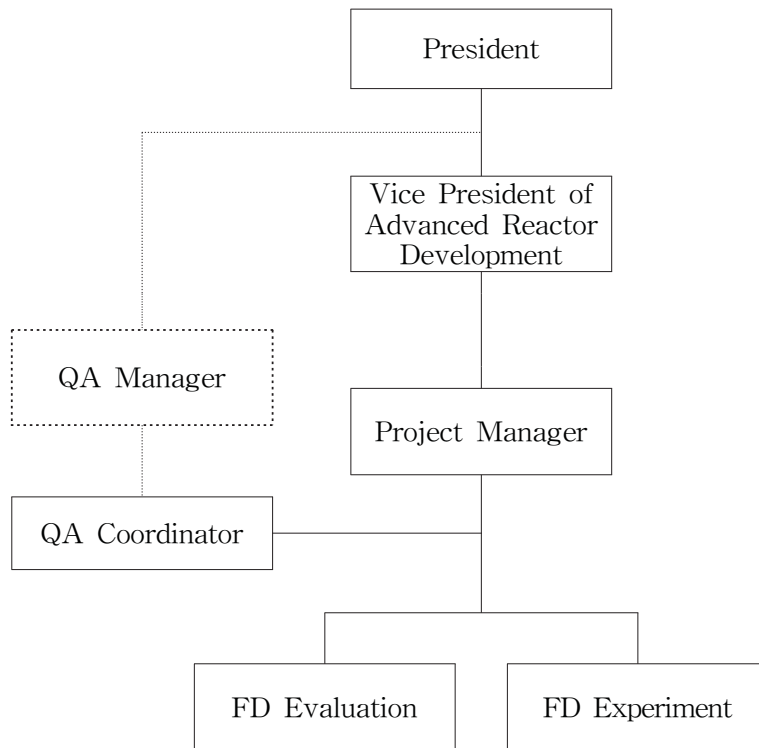 President
Vice President of
Advanced Reactor
Development
QA Manager
Project Manager
QA Coordinator
FD Evaluation
FD Experiment